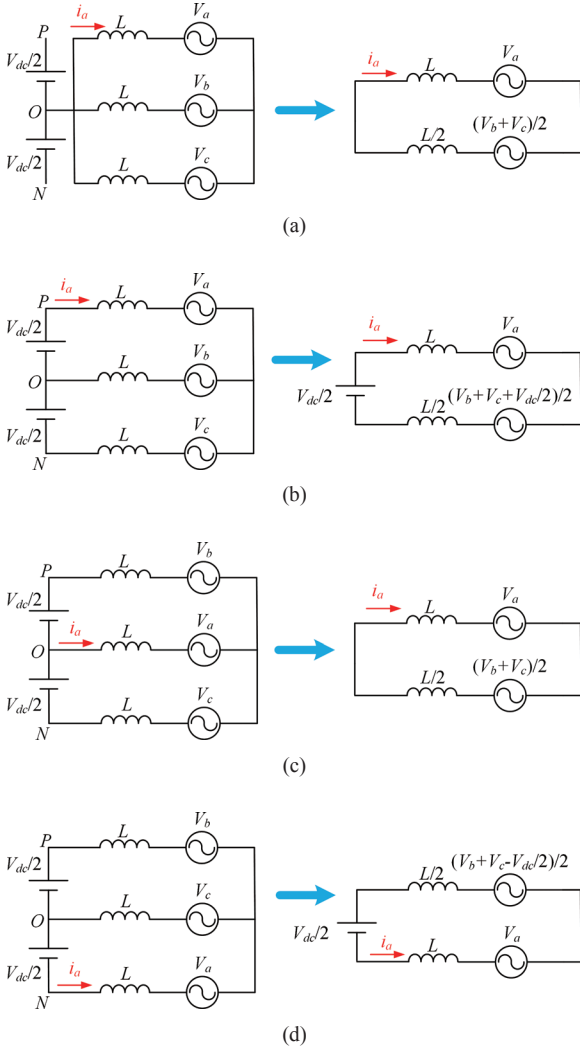 P
i_a
L
V_a
V_dc/2
O
L
V_b
V_dc/2
L
V_c
N
i_a
L
V_a
L/2
(V_b+V_c)/2
(a)
P
i_a
L
V_a
V_dc/2
O
L
V_b
V_dc/2
L
V_c
N
i_a
L
V_a
V_dc/2
L/2
(V_b+V_c+V_dc/2)/2
(b)
P
L
V_b
V_dc/2
O
i_a
L
V_a
V_dc/2
L
V_c
N
i_a
L
V_a
L/2
(V_b+V_c)/2
(c)
P
L
V_b
V_dc/2
O
L
V_c
V_dc/2
i_a
L
V_a
N
L/2
(V_b+V_c-V_dc/2)/2
V_dc/2
i_a
L
V_a
(d)